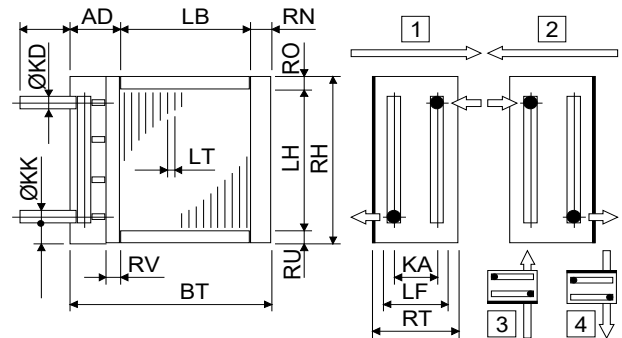 AD LB RN
1 2
ØKD
RO
LT
LH
RH
ØKK
RV
RU
KA
BT
LF
RT
3 4